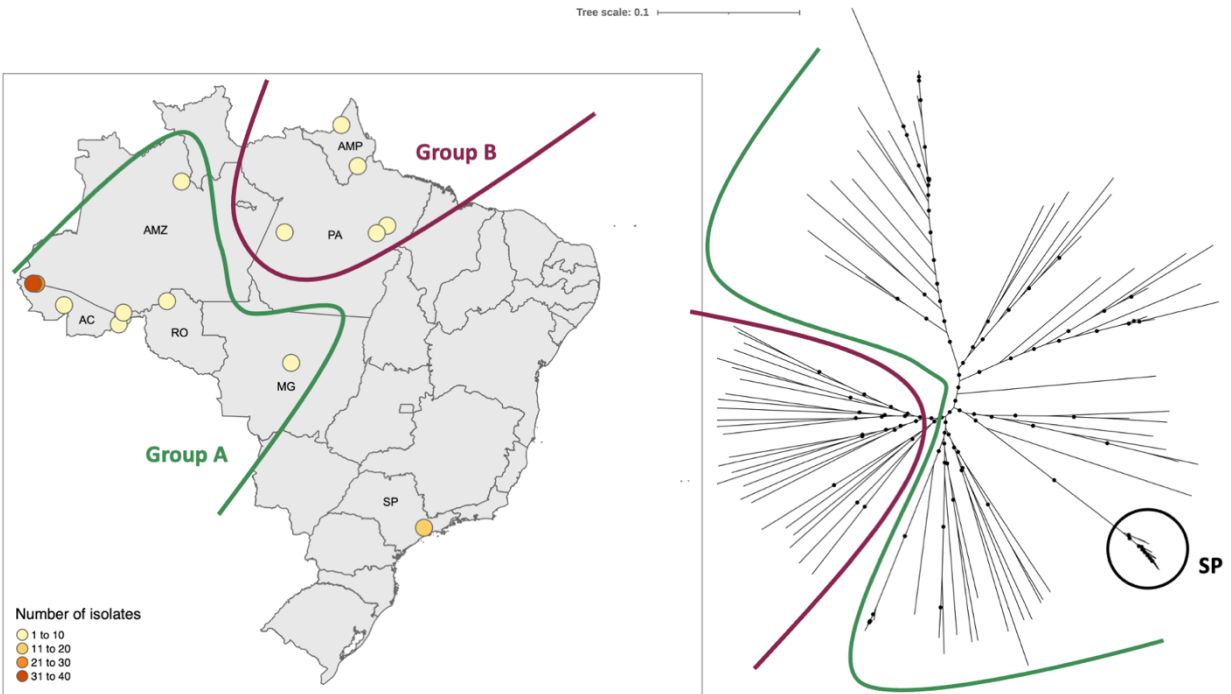 Tree scale: 0.1
AMP
Group B
AMZ
PA
AC
RO
MG
Group A
SP
SP
Number of isolates
1 to 10
11 to 20
21 to 30
31 to 40